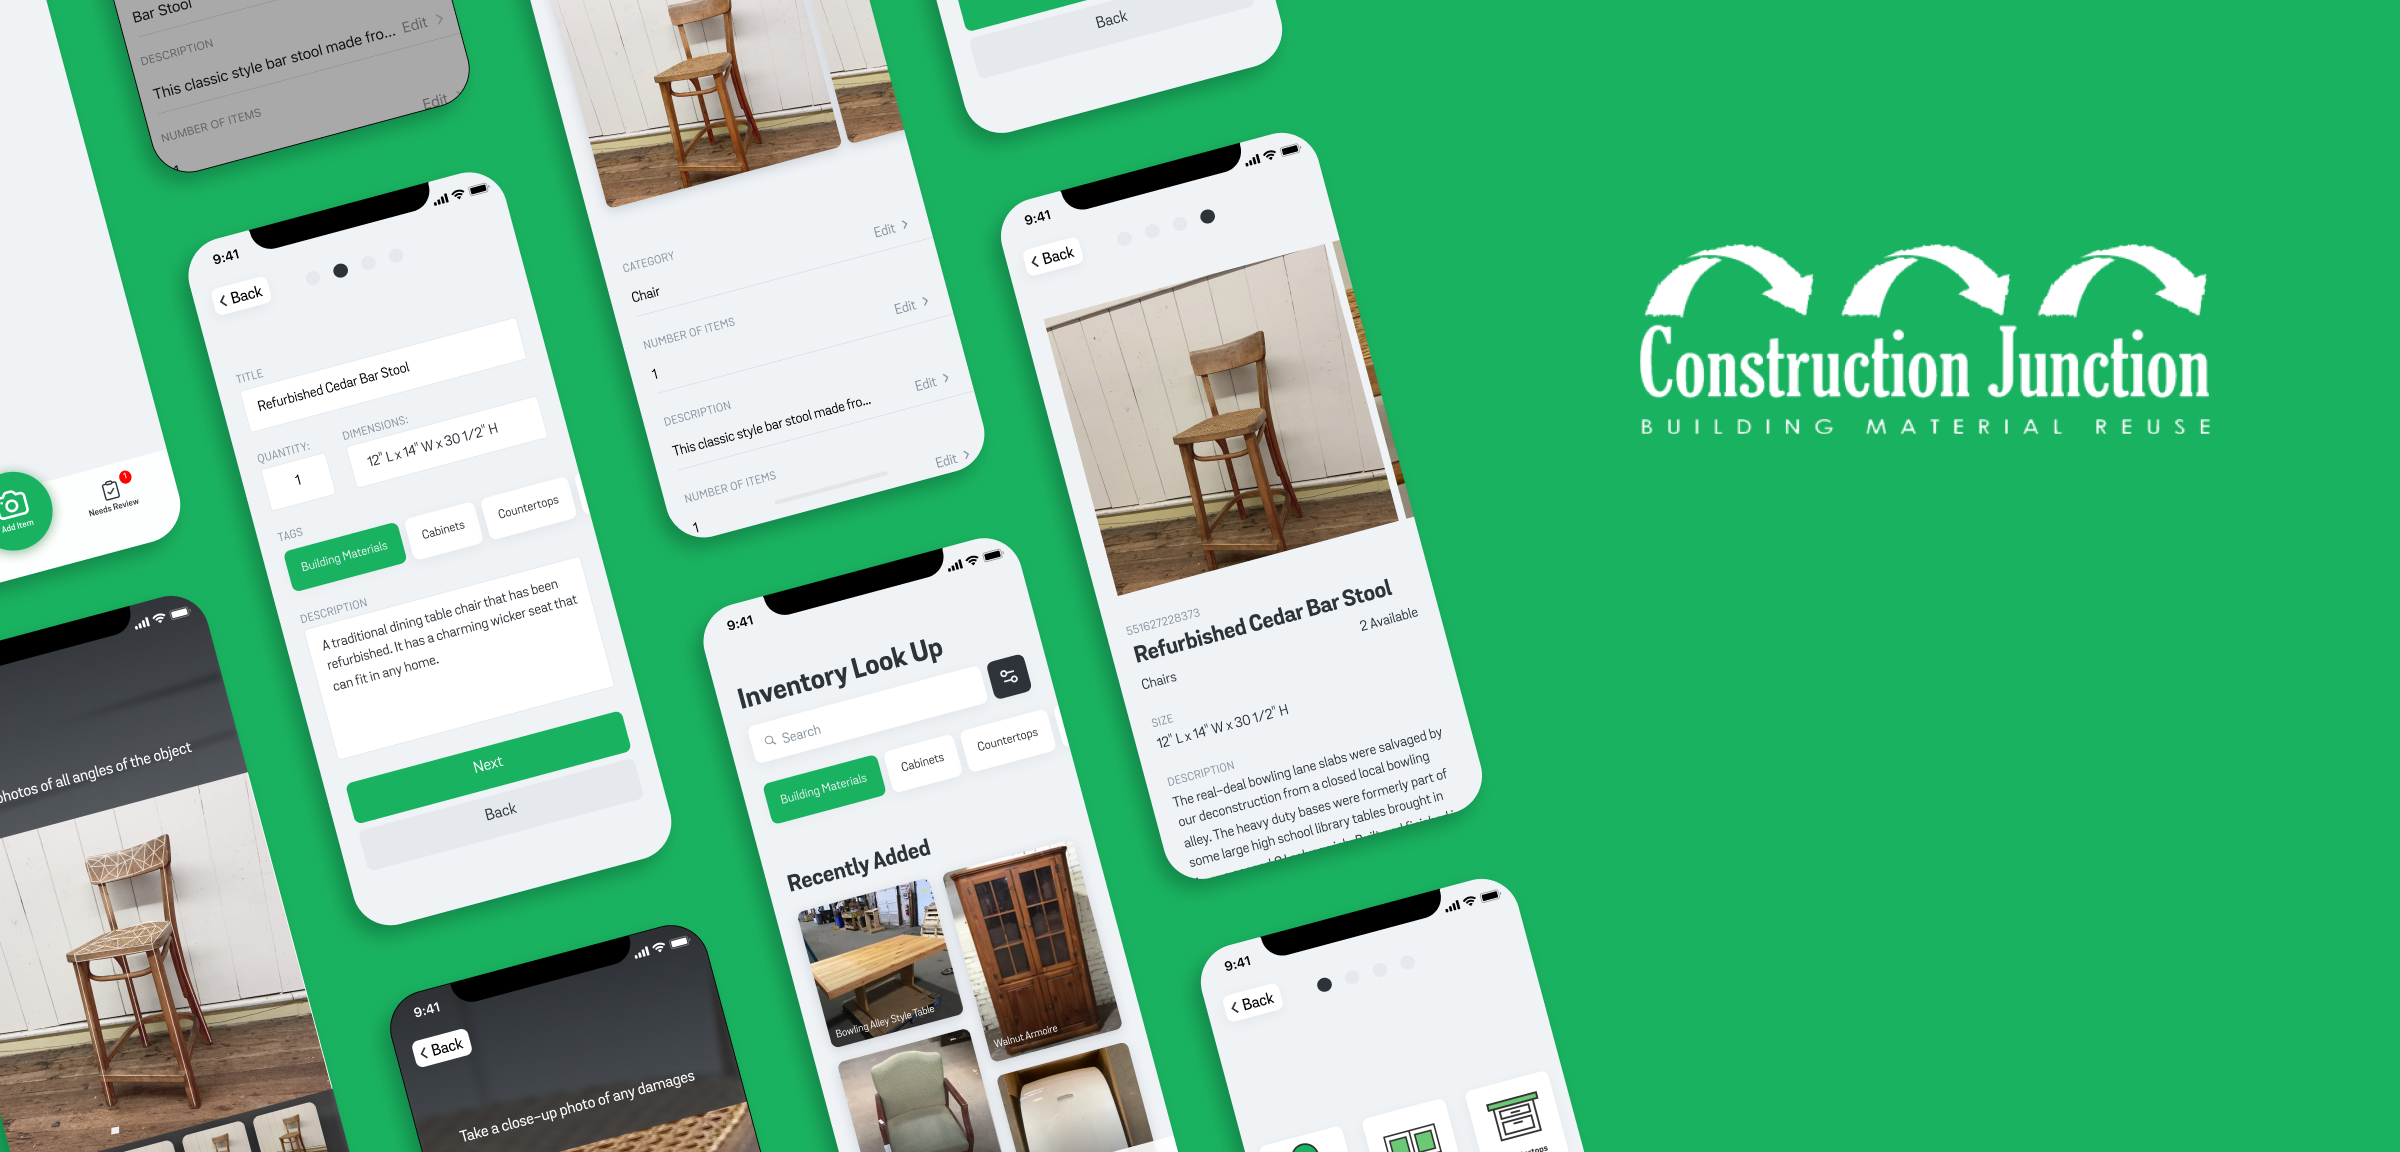 Bar Stool
DESCRIPTION
This classic style bar stool made fro... Edit
NUMBER OF ITEMS
Edit
1
Add Item
1
Needs Review
photos of all angles of the object
9:41
Back
TITLE
Refurbished Cedar Bar Stool
QUANTITY:
DIMENSIONS:
1
12" L x 14" W x 30 1/2" H
TAGS
Building Materials
Cabinets
Countertops
DESCRIPTION
A traditional dining table chair that has been
refurbished. It has a charming wicker seat that
can fit in any home.
Next
Back
9:41
Back
Take a close-up photo of any damages
CATEGORY
Edit
Chair
NUMBER OF ITEMS
Edit
1
DESCRIPTION
Edit
This classic style bar stool made fro...
NUMBER OF ITEMS
Edit
1
9:41
Inventory Look Up
Search
Building Materials
Cabinets
Countertops
Recently Added
Bowling Alley Style Table
Walnut Armoire
Back
9:41
Back
551627228373
Refurbished Cedar Bar Stool
2 Available
Chairs
SIZE
12" L x 14" W x 30 1/2" H
DESCRIPTION
The real-deal bowling lane slabs were salvaged by
our deconstruction from a closed local bowling
alley. The heavy duty bases were formerly part of
some large high school library tables brought in
9:41
Back
Construction Junction
BUILDING MATERIAL REUSE